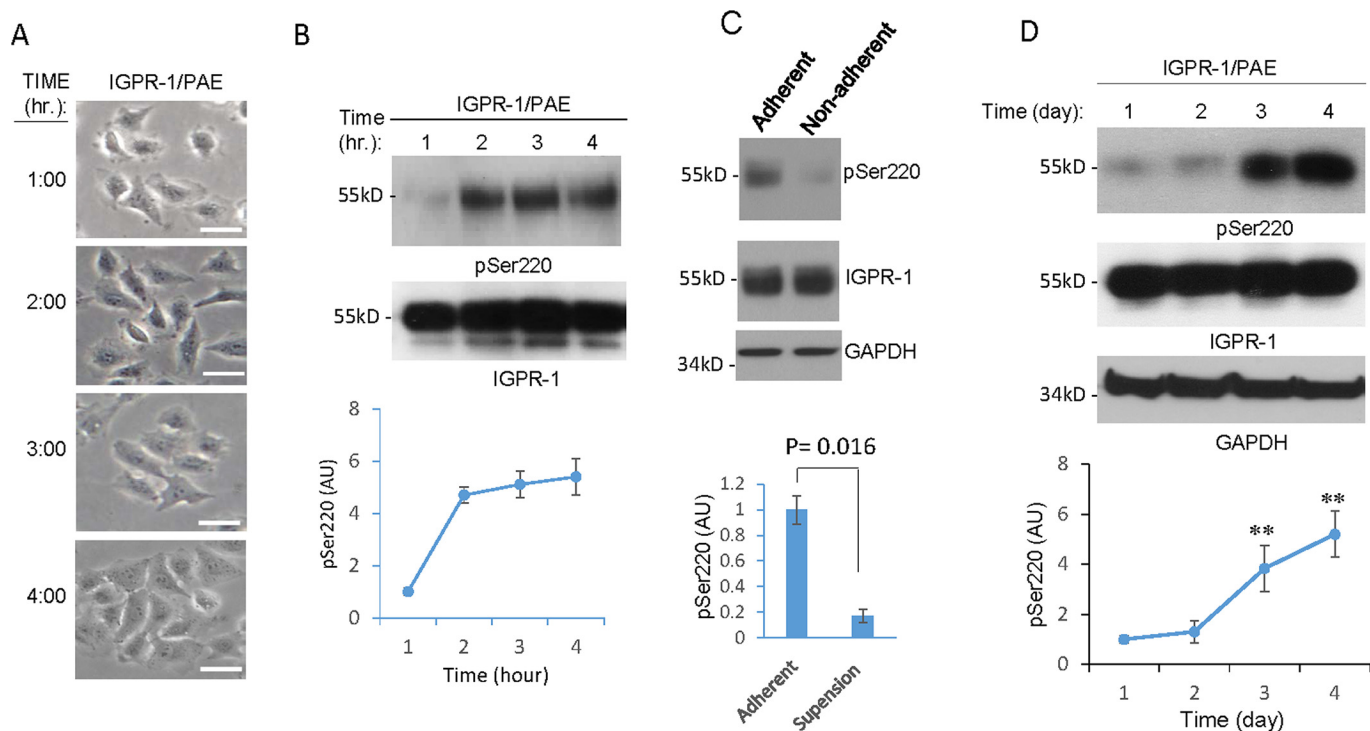 A
TIME
(hr.):
IGPR-1/PAE
1:00
2:00
3:00
4:00
B
IGPR-1/PAE
Time
(hr.):
1 2 3 4
55kD -
pSer220
55kD -
IGPR-1
pSer220 (AU)
8
6
4
2
0
1 2 3 4
Time (hour)
C
Adherent
Non-adherent
55kD - pSer220
55kD - IGPR-1
34kD - GAPDH
P= 0.016
pSer220 (AU)
1.2
1
0.8
0.6
0.4
0.2
0
Adherent
Supension
D
IGPR-1/PAE
Time (day): 1 2 3 4
55kD -
pSer220
55kD -
IGPR-1
34kD -
GAPDH
pSer220 (AU)
8
6
4
2
0
**
**
1 2 3 4
Time (day)